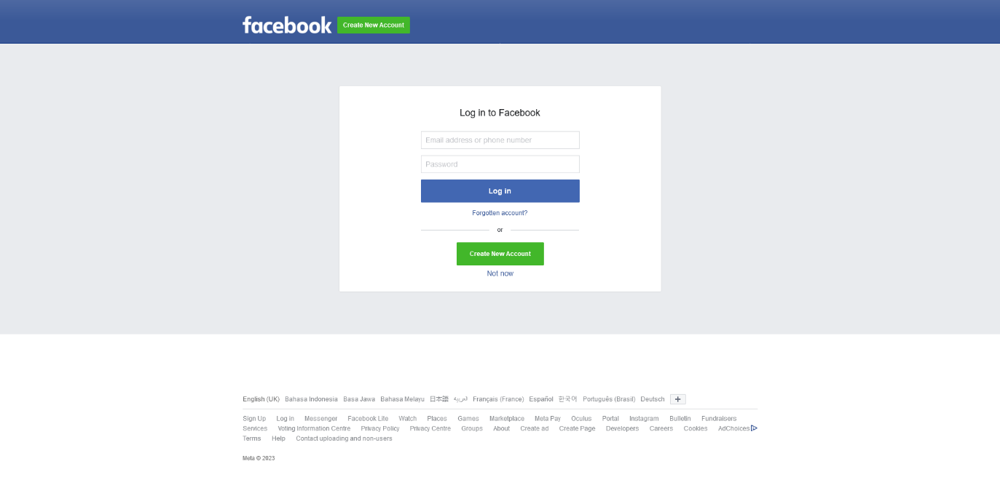 facebook Create New Account
Log in to Facebook
Email address or phone number
Password
Log in
Forgotten account?
or
Create New Account
Not now
English (UK) Bahasa Indonesia Basa Jawa Bahasa Melayu 日本語 العربية Français (France) Español 한국어 Português (Brasil) Deutsch
Sign Up Log in Messenger Facebook Lite Watch Places Games Marketplace Meta Pay Oculus Portal Instagram Bulletin Fundraisers
Services Voting Information Centre Privacy Policy Privacy Centre Groups About Create ad Create Page Developers Careers Cookies AdChoices
Terms Help Contact uploading and non-users
Meta © 2023